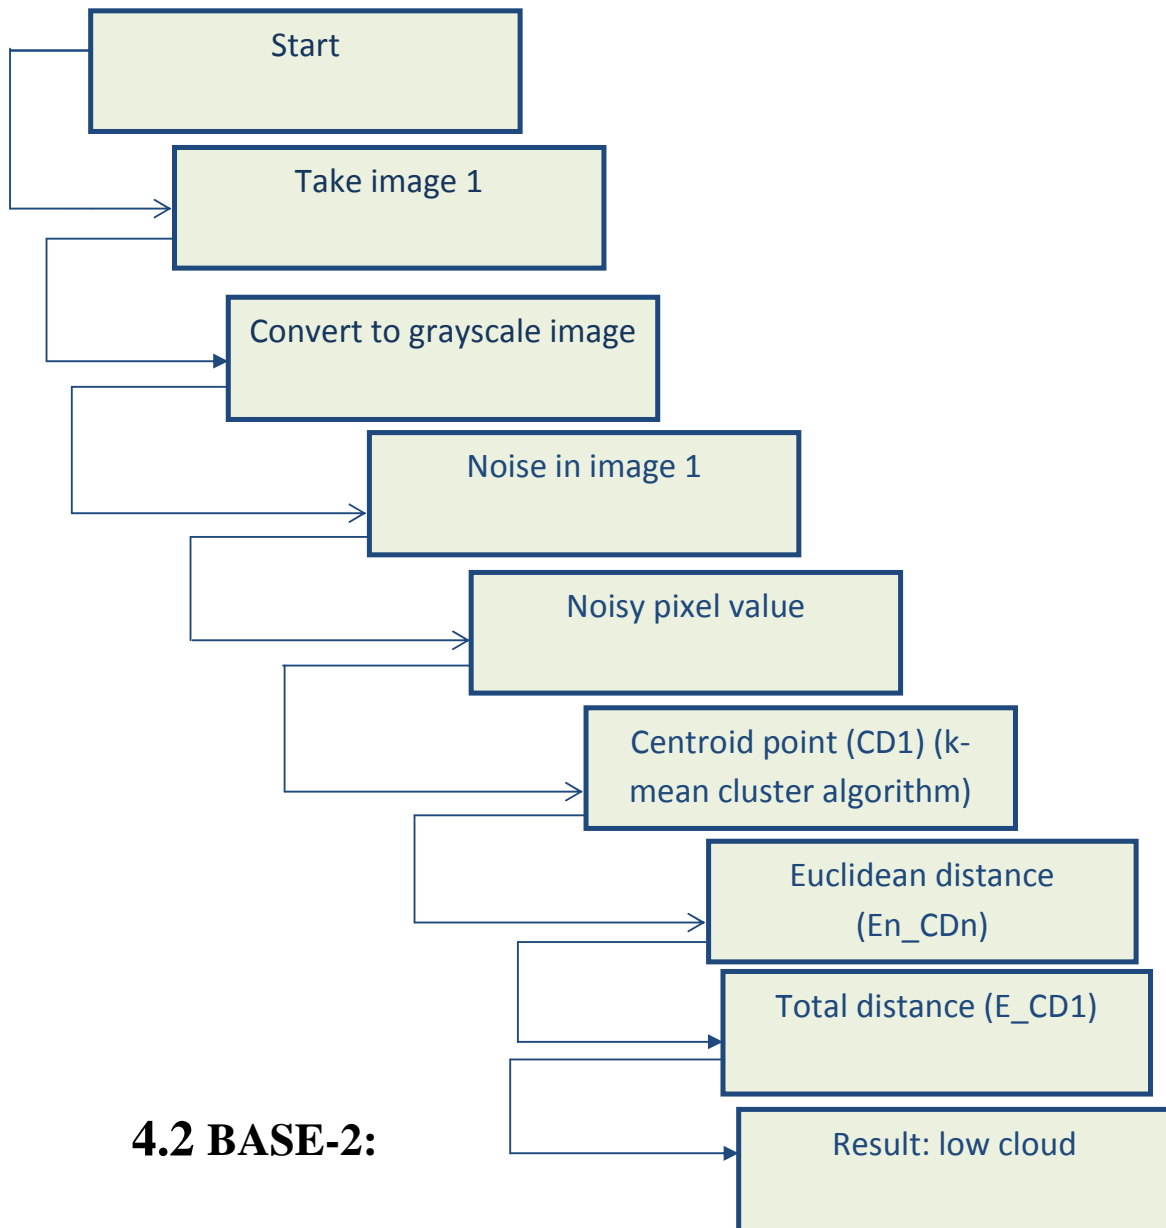 Start
Take image 1
Convert to grayscale image
Noise in image 1
Noisy pixel value
Centroid point (CD1) (k-
mean cluster algorithm)
Euclidean distance
(En_CDn)
Total distance (E_CD1)
4.2 BASE-2:
Result: low cloud